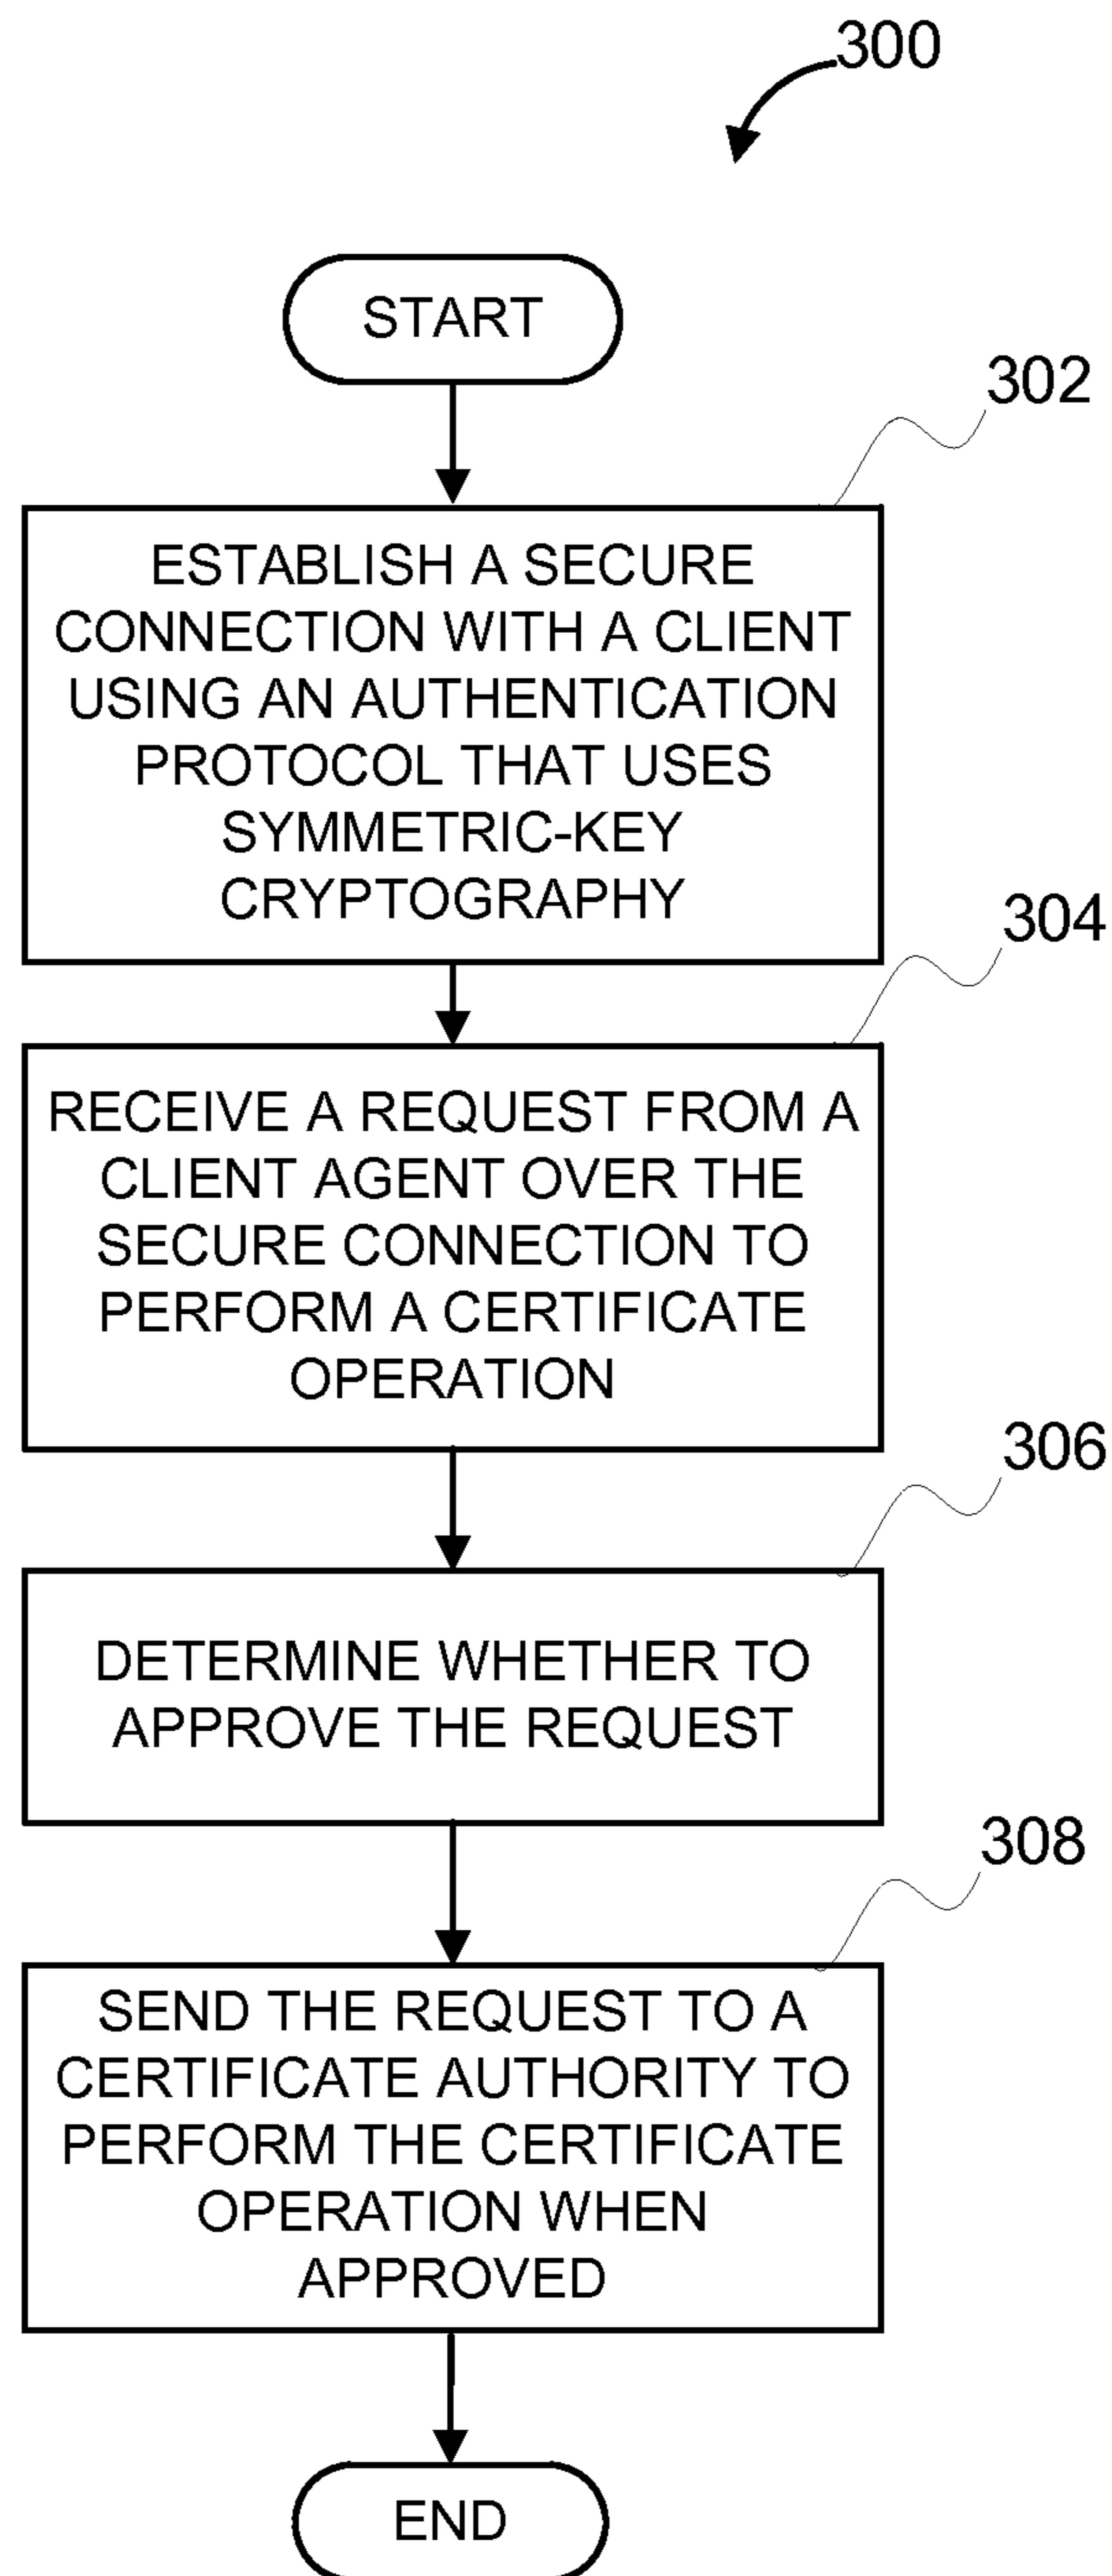 300
START
302
ESTABLISH A SECURE
CONNECTION WITH A CLIENT
USING AN AUTHENTICATION
PROTOCOL THAT USES
SYMMETRIC-KEY
CRYPTOGRAPHY
304
RECEIVE A REQUEST FROM A
CLIENT AGENT OVER THE
SECURE CONNECTION TO
PERFORM A CERTIFICATE
OPERATION
306
DETERMINE WHETHER TO
APPROVE THE REQUEST
308
SEND THE REQUEST TO A
CERTIFICATE AUTHORITY TO
PERFORM THE CERTIFICATE
OPERATION WHEN
APPROVED
END